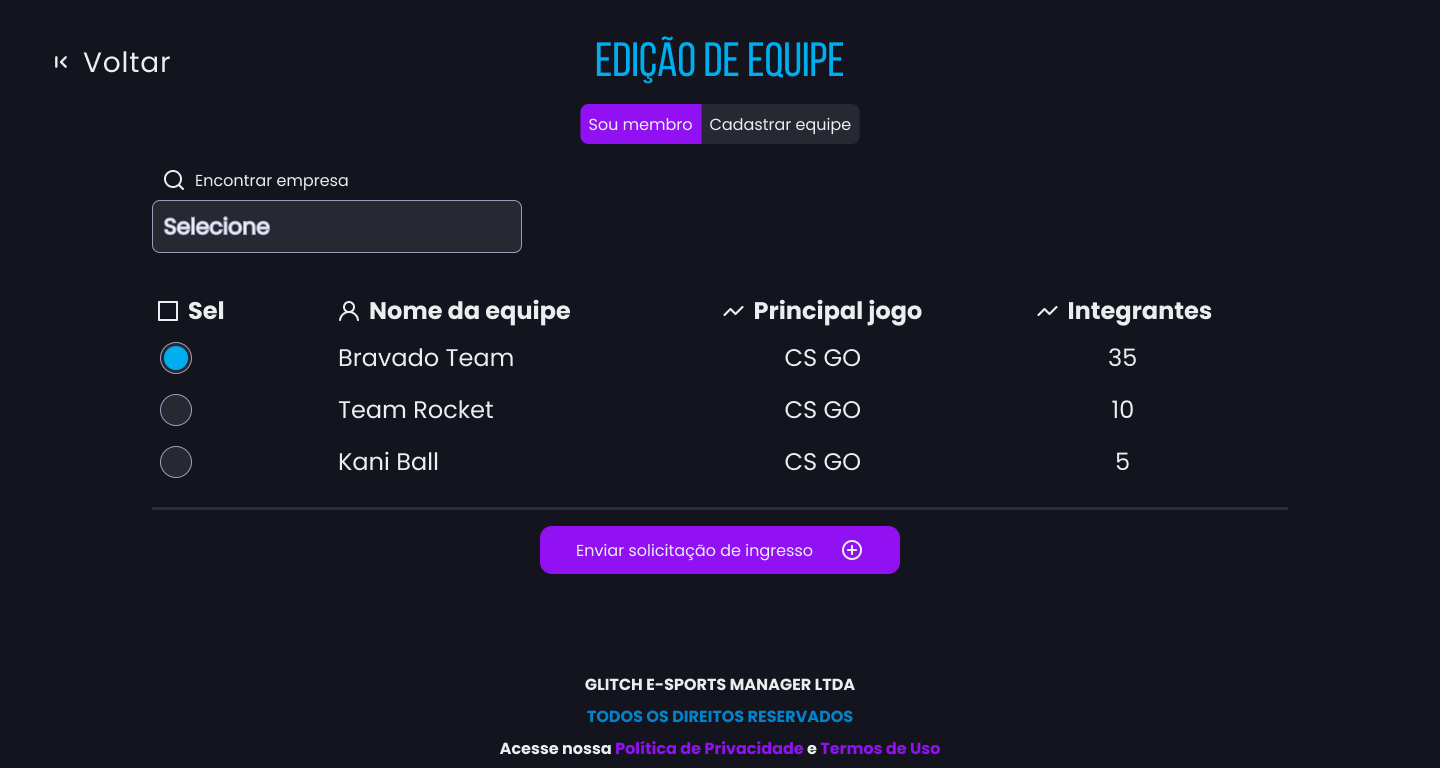 Voltar
EDIÇÃO DE EQUIPE
Sou membro Cadastrar equipe
Encontrar empresa
Selecione
Sel Nome da equipe Principal jogo Integrantes
Bravado Team CS GO 35
Team Rocket CS GO 10
Kani Ball CS GO 5
Enviar solicitação de ingresso
GLITCH E-SPORTS MANAGER LTDA
TODOS OS DIREITOS RESERVADOS
Acesse nossa Política de Privacidade e Termos de Uso